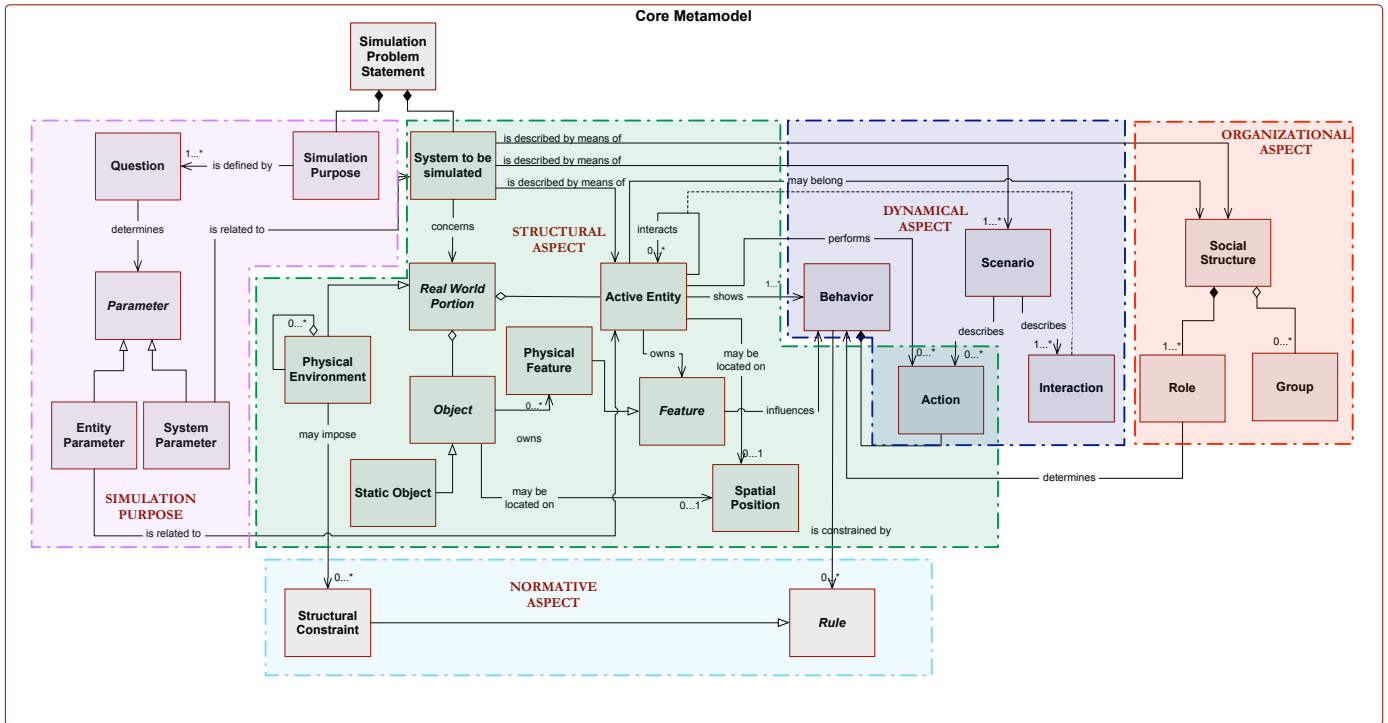 Core Metamodel
Simulation
Problem
Statement
ORGANIZATIONAL
ASPECT
is described by means of
is described by means of
is described by means of
Question
1...*
is defined by
Simulation
Purpose
System to be
simulated
may belong
determines
is related to
concerns
STRUCTURAL
ASPECT
interacts
0...*
performs
DYNAMICAL
ASPECT
1...*
Scenario
Social
Structure
Parameter
Real World
Portion
Active Entity
shows
1...*
Behavior
0...*
Physical
Environment
Physical
Feature
owns
may be
located on
describes
describes
0...*
0...*
1...*
1...*
0...*
Entity
Parameter
System
Parameter
may impose
Object
0...*
owns
Feature
influences
Action
Interaction
Role
Group
Static Object
may be
located on
0...1
0...1
Spatial
Position
determines
SIMULATION
PURPOSE
is related to
is constrained by
0...*
NORMATIVE
ASPECT
0...*
Structural
Constraint
Rule